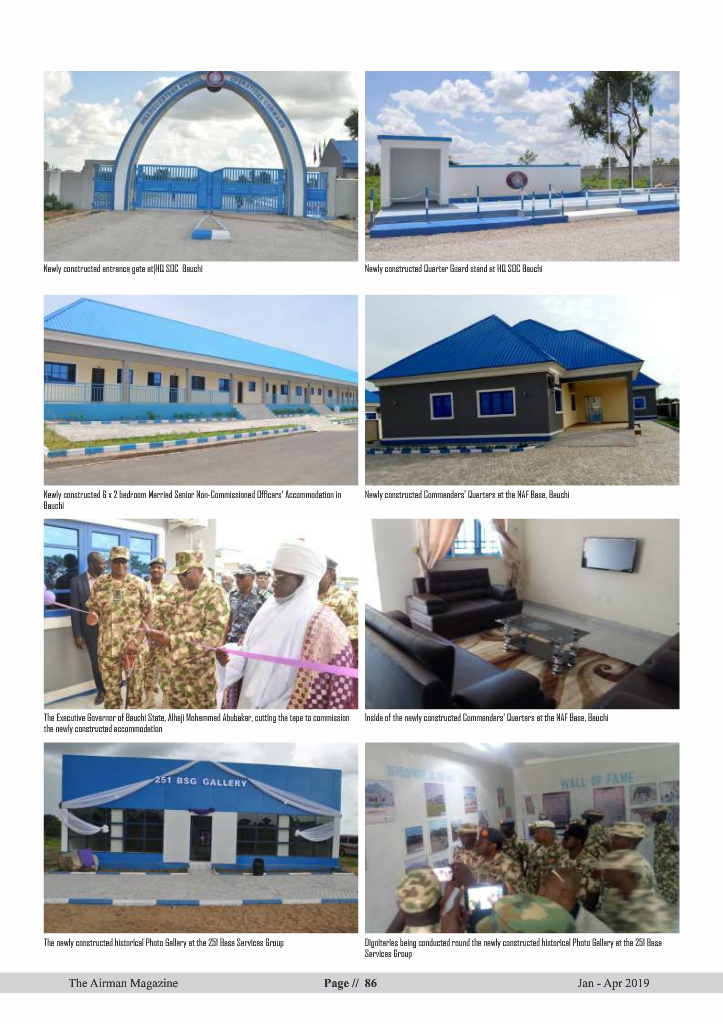 HEADQUARTERS SPECIAL OPERATIONS COMMAND
Newly constructed entrance gate at|HQ SOC Bauchi
Newly constructed Quarter Guard stand at HQ SOC Bauchi
Newly constructed 6 x 2 bedroom Married Senior Non-Commissioned Officers' Accommodation in
Bauchi
Newly constructed Commanders' Quarters at the NAF Base, Bauchi
The Executive Governor of Bauchi State, Alhaji Mohammed Abubakar, cutting the tape to commission
the newly constructed accommodation
Inside of the newly constructed Commanders' Quarters at the NAF Base, Bauchi
251 BSG GALLERY
DEVELOPMENT
WALL OF FAME
The newly constructed historical Photo Gallery at the 251 Base Services Group
Dignitaries being conducted round the newly constructed historical Photo Gallery at the 251 Base
Services Group
The Airman Magazine
Page // 86
Jan - Apr 2019